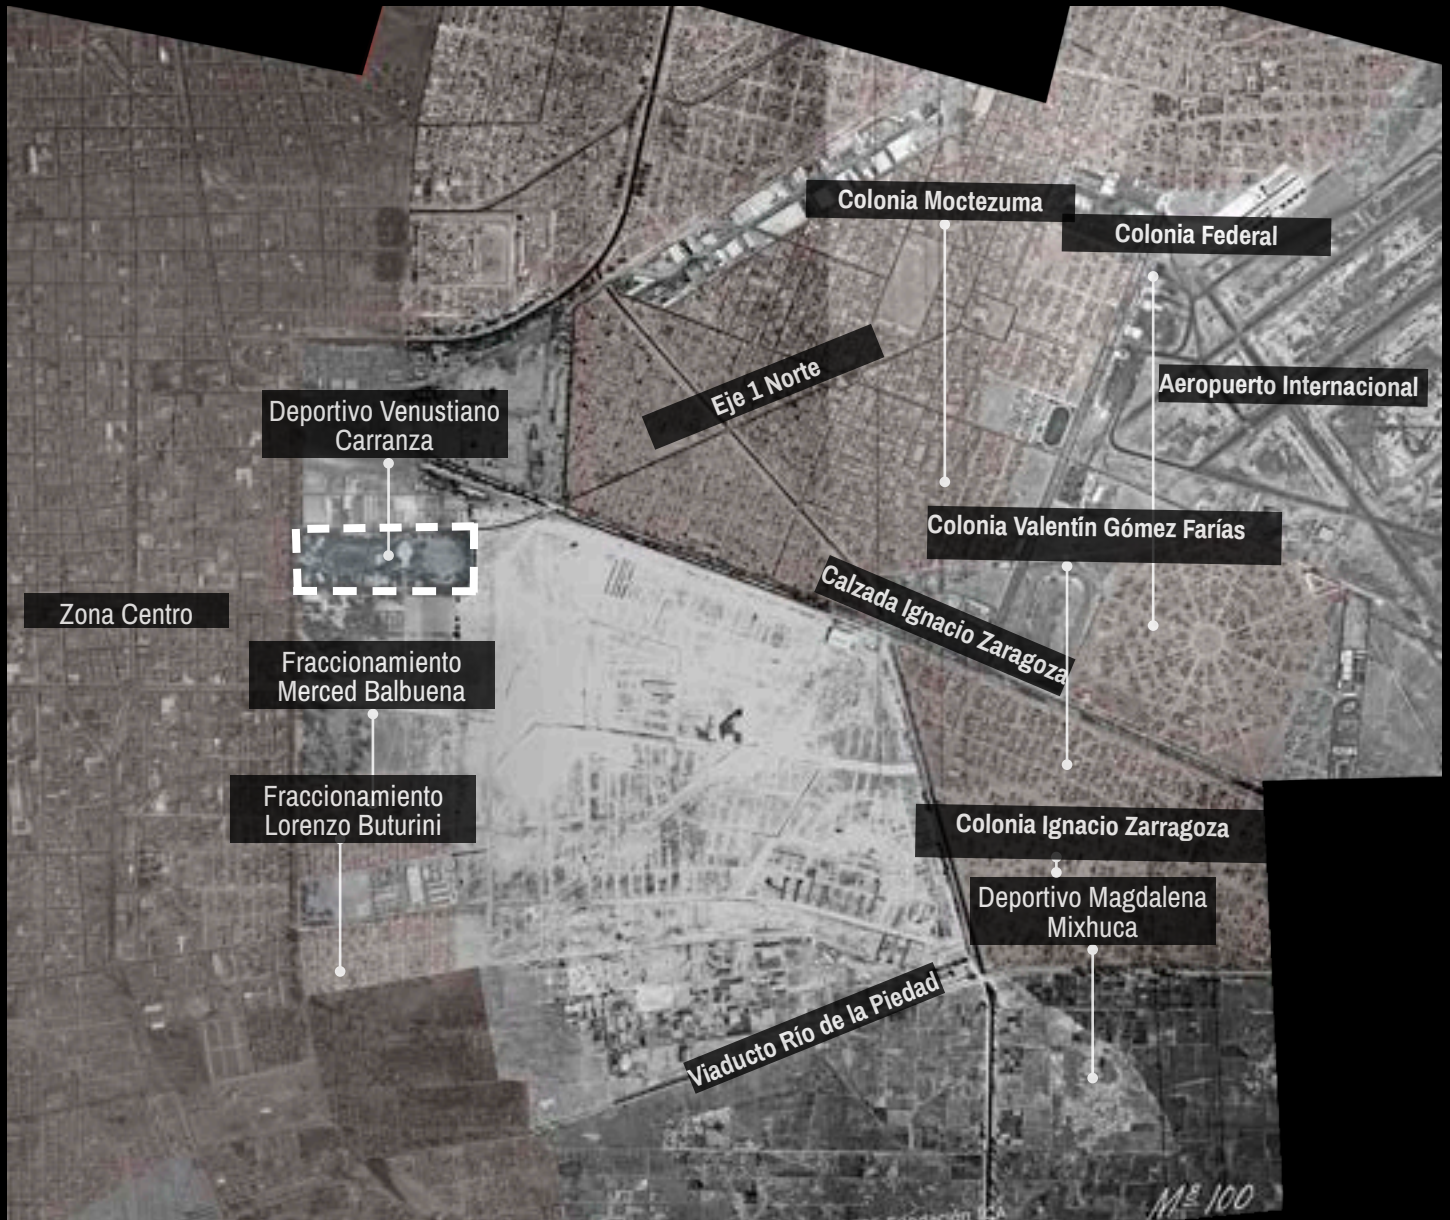 Colonia Moctezuma
Colonia Federal
Eje 1 Norte
Aeropuerto Internacional
Deportivo Venustiano
Carranza
Colonia Valentín Gómez Farías
Calzada Ignacio Zaragoza
Zona Centro
Fraccionamiento
Merced Balbuena
Fraccionamiento
Lorenzo Buturini
Colonia Ignacio Zarragoza
Deportivo Magdalena
Mixhuca
Viaducto Río de la Piedad
100